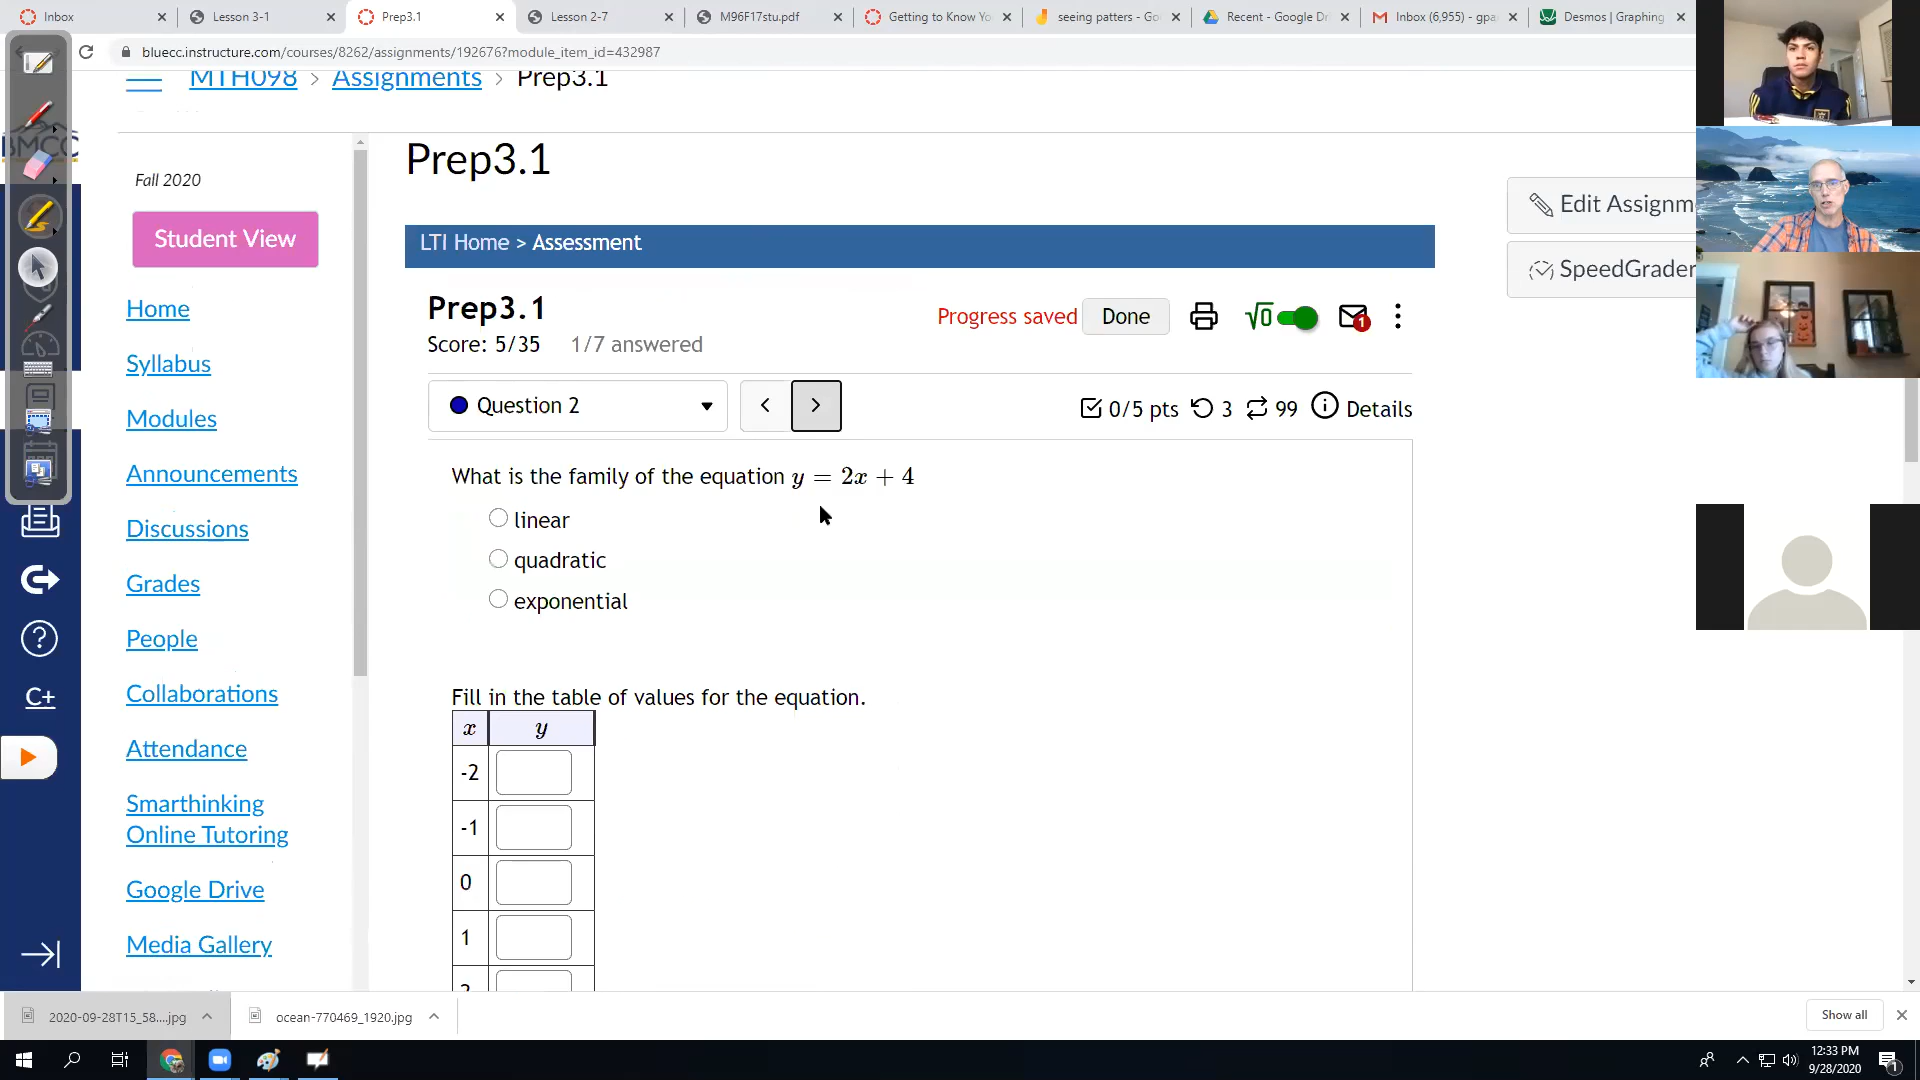 Inbox
Lesson 3-1
Prep3.1
Lesson 2-7
M96F17stu.pdf
Getting to Know Yo
seeing patters - Go
Recent - Google Dr
Inbox (6,955) - gpa
Desmos | Graphing
bluecc.instructure.com/courses/8262/assignments/192676?module_item_id=432987
MTH098 > Assignments > Prep3.1
BMCC
Fall 2020
Student View
Home
Syllabus
Modules
Announcements
Discussions
Grades
People
Collaborations
Attendance
Smarthinking
Online Tutoring
Google Drive
Media Gallery
C+
Prep3.1
Edit Assignm
SpeedGrader
LTI Home > Assessment
Prep3.1
Progress saved Done √0 1
Score: 5/35 1/7 answered
Question 2 < > 0/5 pts 3 99 Details
What is the family of the equation y = 2x + 4
linear
quadratic
exponential
Fill in the table of values for the equation.
x y
-2
-1
0
1
2020-09-28T15_58....jpg
ocean-770469_1920.jpg
Show all
12:33 PM
9/28/2020
1